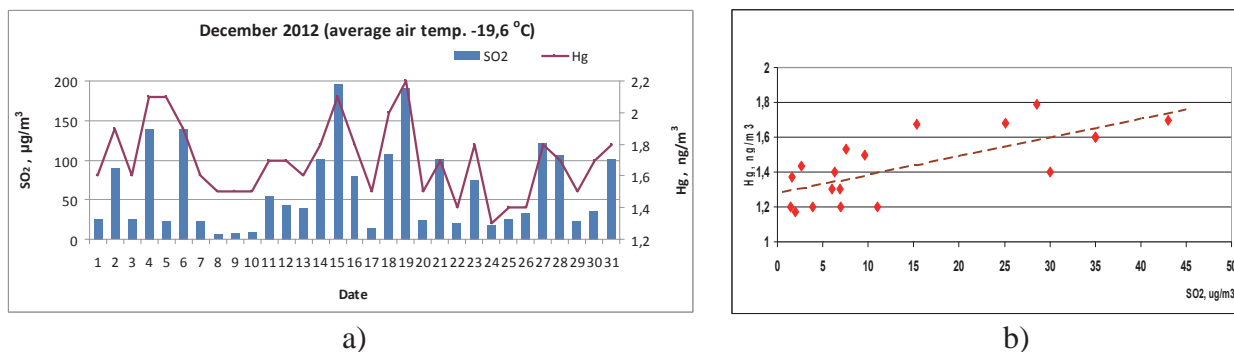 December 2012 (average air temp. -19,6 °C)
SO2 Hg
SO₂ , µg/m³
200
150
100
50
0
2,2
2
1,8
1,6
1,4
1,2
Hg , ng/m³
1 2 3 4 5 6 7 8 9 10 11 12 13 14 15 16 17 18 19 20 21 22 23 24 25 26 27 28 29 30 31
Date
a)
Hg, ng/m3
2
1,8
1,6
1,4
1,2
1
0 5 10 15 20 25 30 35 40 45 50
SO2, ug/m3
b)